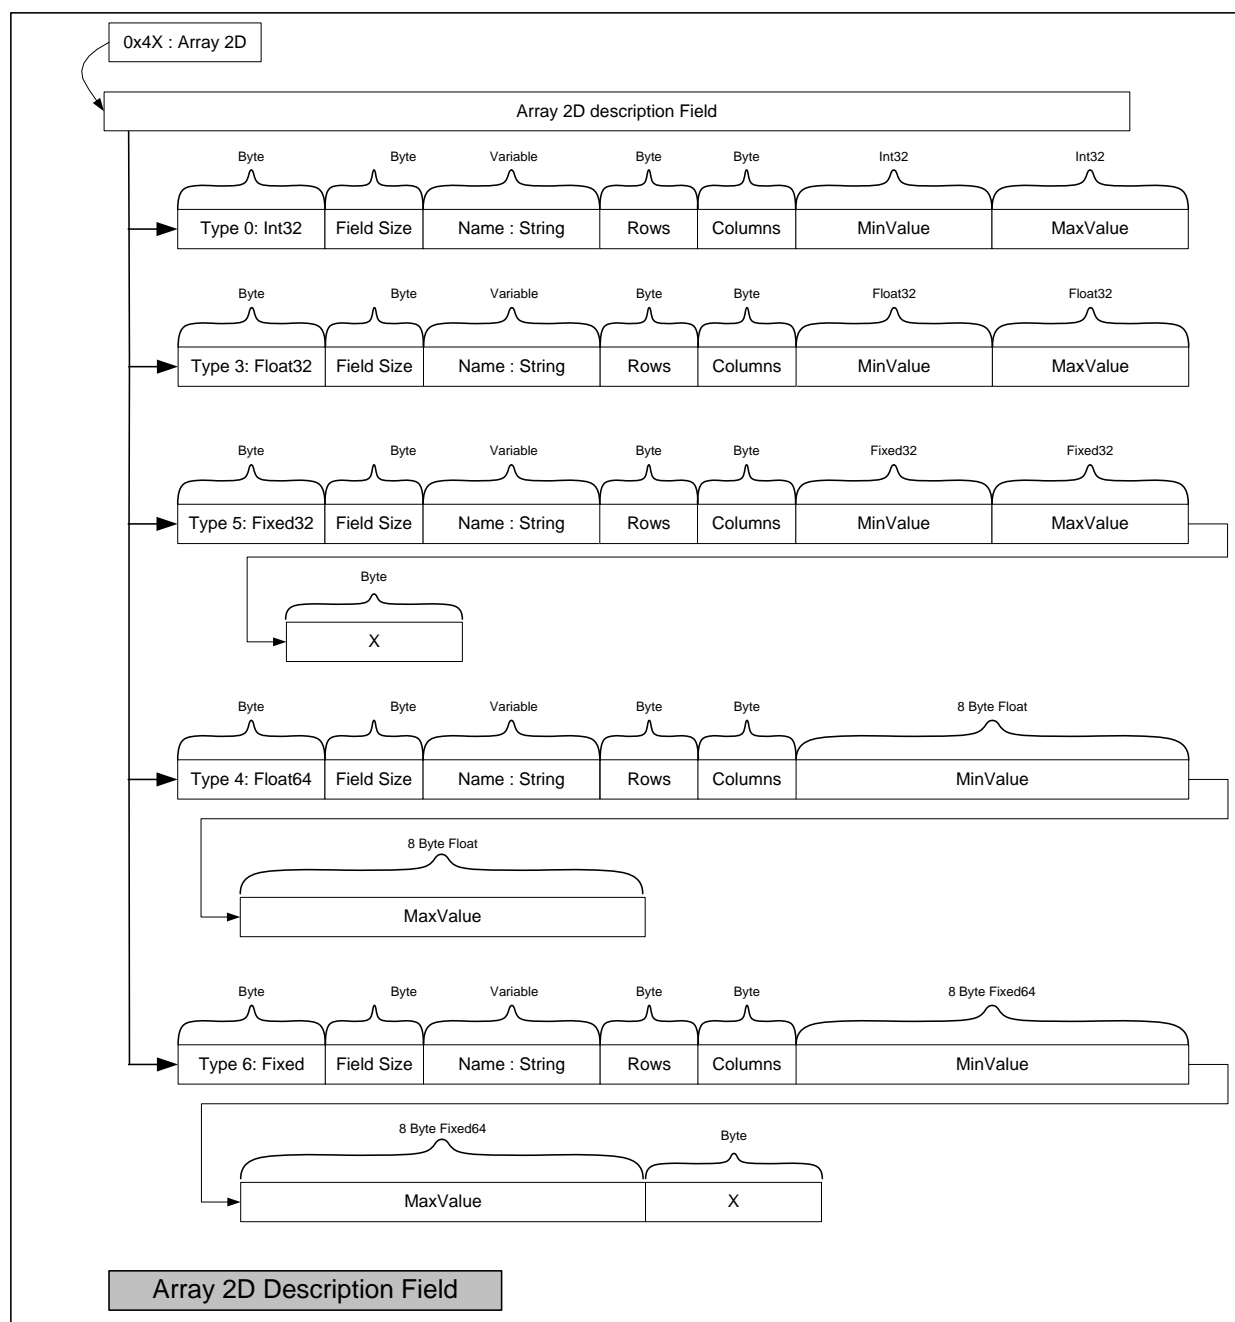 0x4X : Array 2D
Array 2D description Field
Byte Byte Variable Byte Byte Int32 Int32
Type 0: Int32 Field Size Name : String Rows Columns MinValue MaxValue
Byte Byte Variable Byte Byte Float32 Float32
Type 3: Float32 Field Size Name : String Rows Columns MinValue MaxValue
Byte Byte Variable Byte Byte Fixed32 Fixed32
Type 5: Fixed32 Field Size Name : String Rows Columns MinValue MaxValue
Byte
X
Byte Byte Variable Byte Byte 8 Byte Float
Type 4: Float64 Field Size Name : String Rows Columns MinValue
8 Byte Float
MaxValue
Byte Byte Variable Byte Byte 8 Byte Fixed64
Type 6: Fixed Field Size Name : String Rows Columns MinValue
8 Byte Fixed64 Byte
MaxValue X
Array 2D Description Field